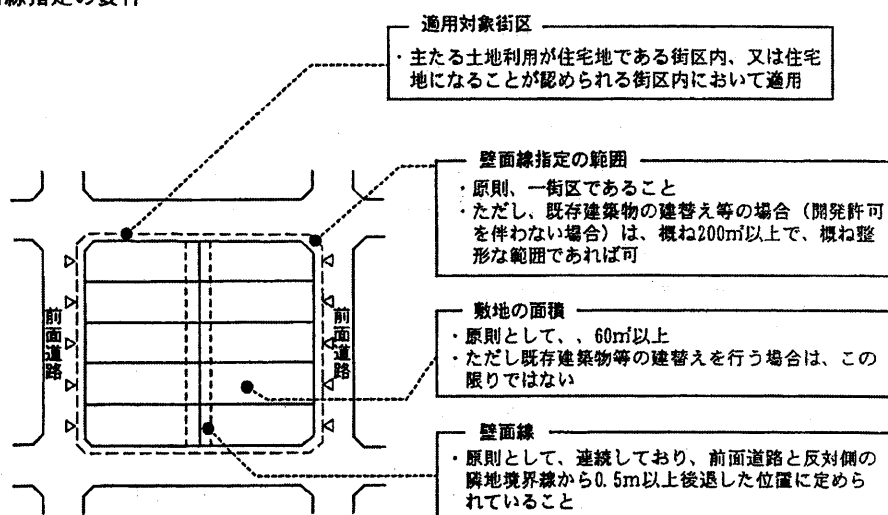 適用対象街区
・主たる土地利用が住宅地である街区内、又は住宅
地になることが認められる街区内において適用
壁面線指定の範囲
・原則、一街区であること
・ただし、既存建築物の建替え等の場合（開発許可
を伴わない場合）は、概ね200㎡以上で、概ね整
形な範囲であれば可
敷地の面積
・原則として、、60㎡以上
・ただし既存建築物等の建替えを行う場合は、この
限りではない
壁面線
・原則として、連続しており、前面道路と反対側の
隣地境界線から0.5m以上後退した位置に定めら
れていること
前面道路
前面道路